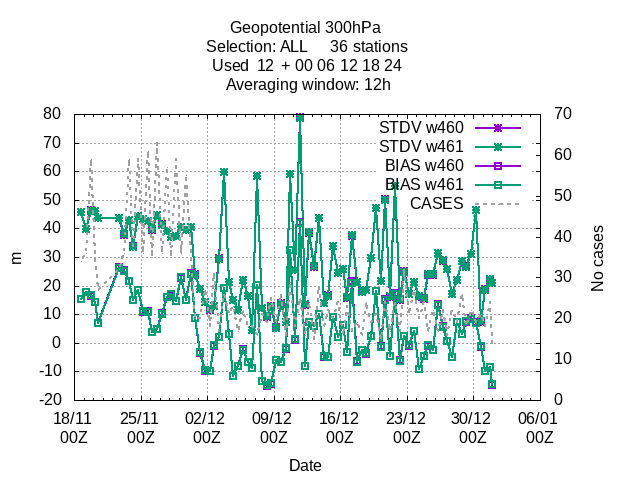 Geopotential 300hPa
Selection: ALL 36 stations
Used 12 + 00 06 12 18 24
Averaging window: 12h
80 70
STDV w460
STDV w461
70
60
BIAS w460
60
BIAS w461
50
50
CASES
40
40
30
30
20
20
10
0
10
-10
-20 0
m
No cases
18/11 25/11 02/12 09/12 16/12 23/12 30/12 06/01
00Z 00Z 00Z 00Z 00Z 00Z 00Z 00Z
Date